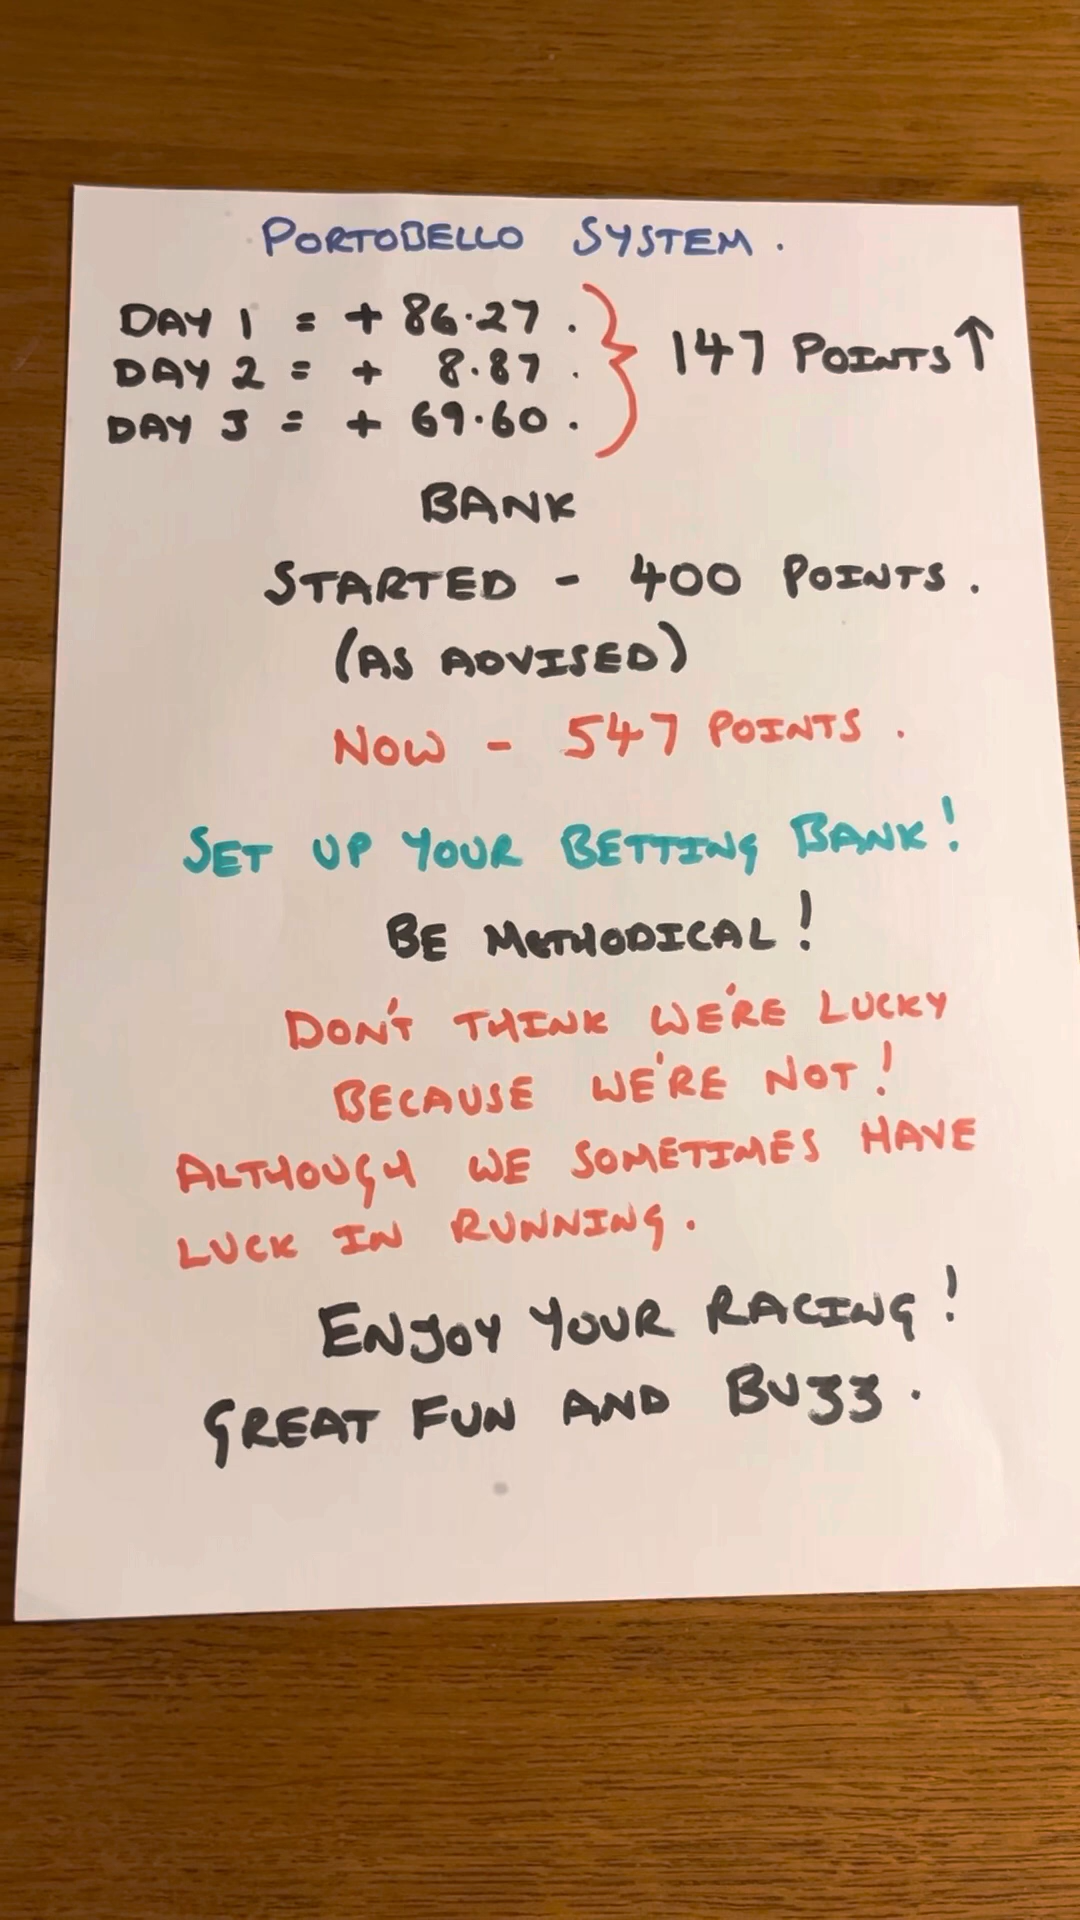 PORTOBELLO SYSTEM.
DAY 1 = + 86.27.
DAY 2 = + 8.87.
DAY 3 = + 69.60.
147 POINTS ↑
BANK
STARTED - 400 POINTS.
(AS ADVISED)
NOW - 547 POINTS.
SET UP YOUR BETTING BANK!
BE METHODICAL!
DON'T THINK WE'RE LUCKY
BECAUSE WE'RE NOT!
ALTHOUGH WE SOMETIMES HAVE
LUCK IN RUNNING.
ENJOY YOUR RACING!
GREAT FUN AND BUZZ.